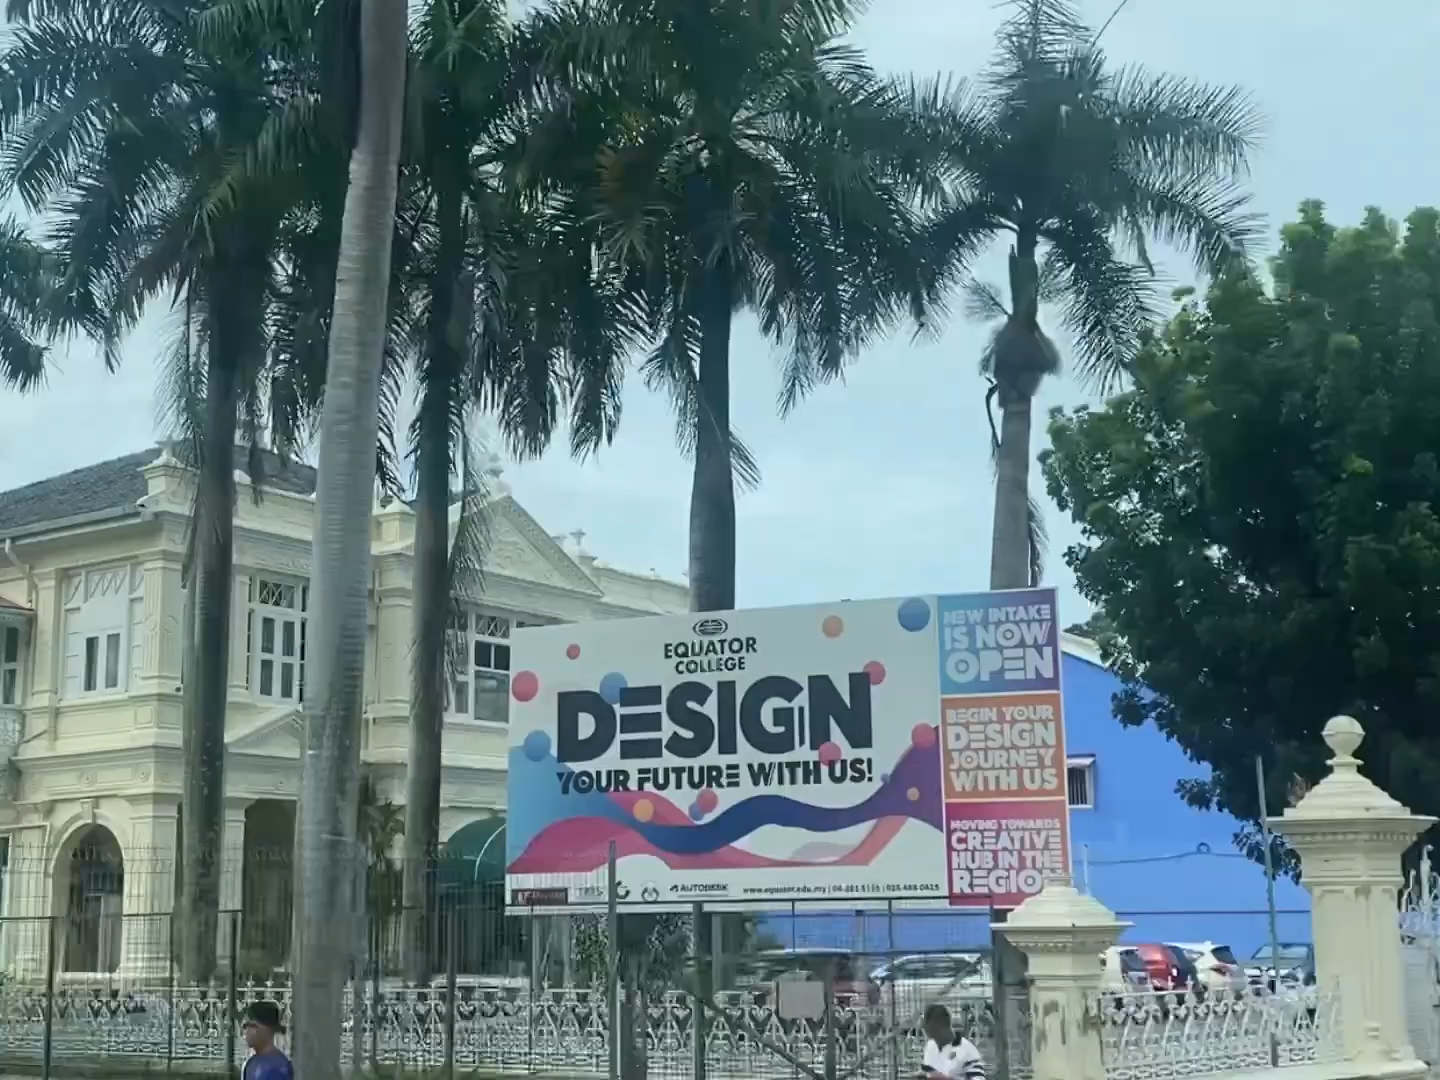 EQUATOR
COLLEGE
DESIGN
YOUR FUTURE WITH US!
AUTODESK
www.equator.edu.my
NEW INTAKE
IS NOW
OPEN
BEGIN YOUR
DESIGN
JOURNEY
WITH US
MOVING TOWARDS
CREATIVE
HUB IN THE
REGION